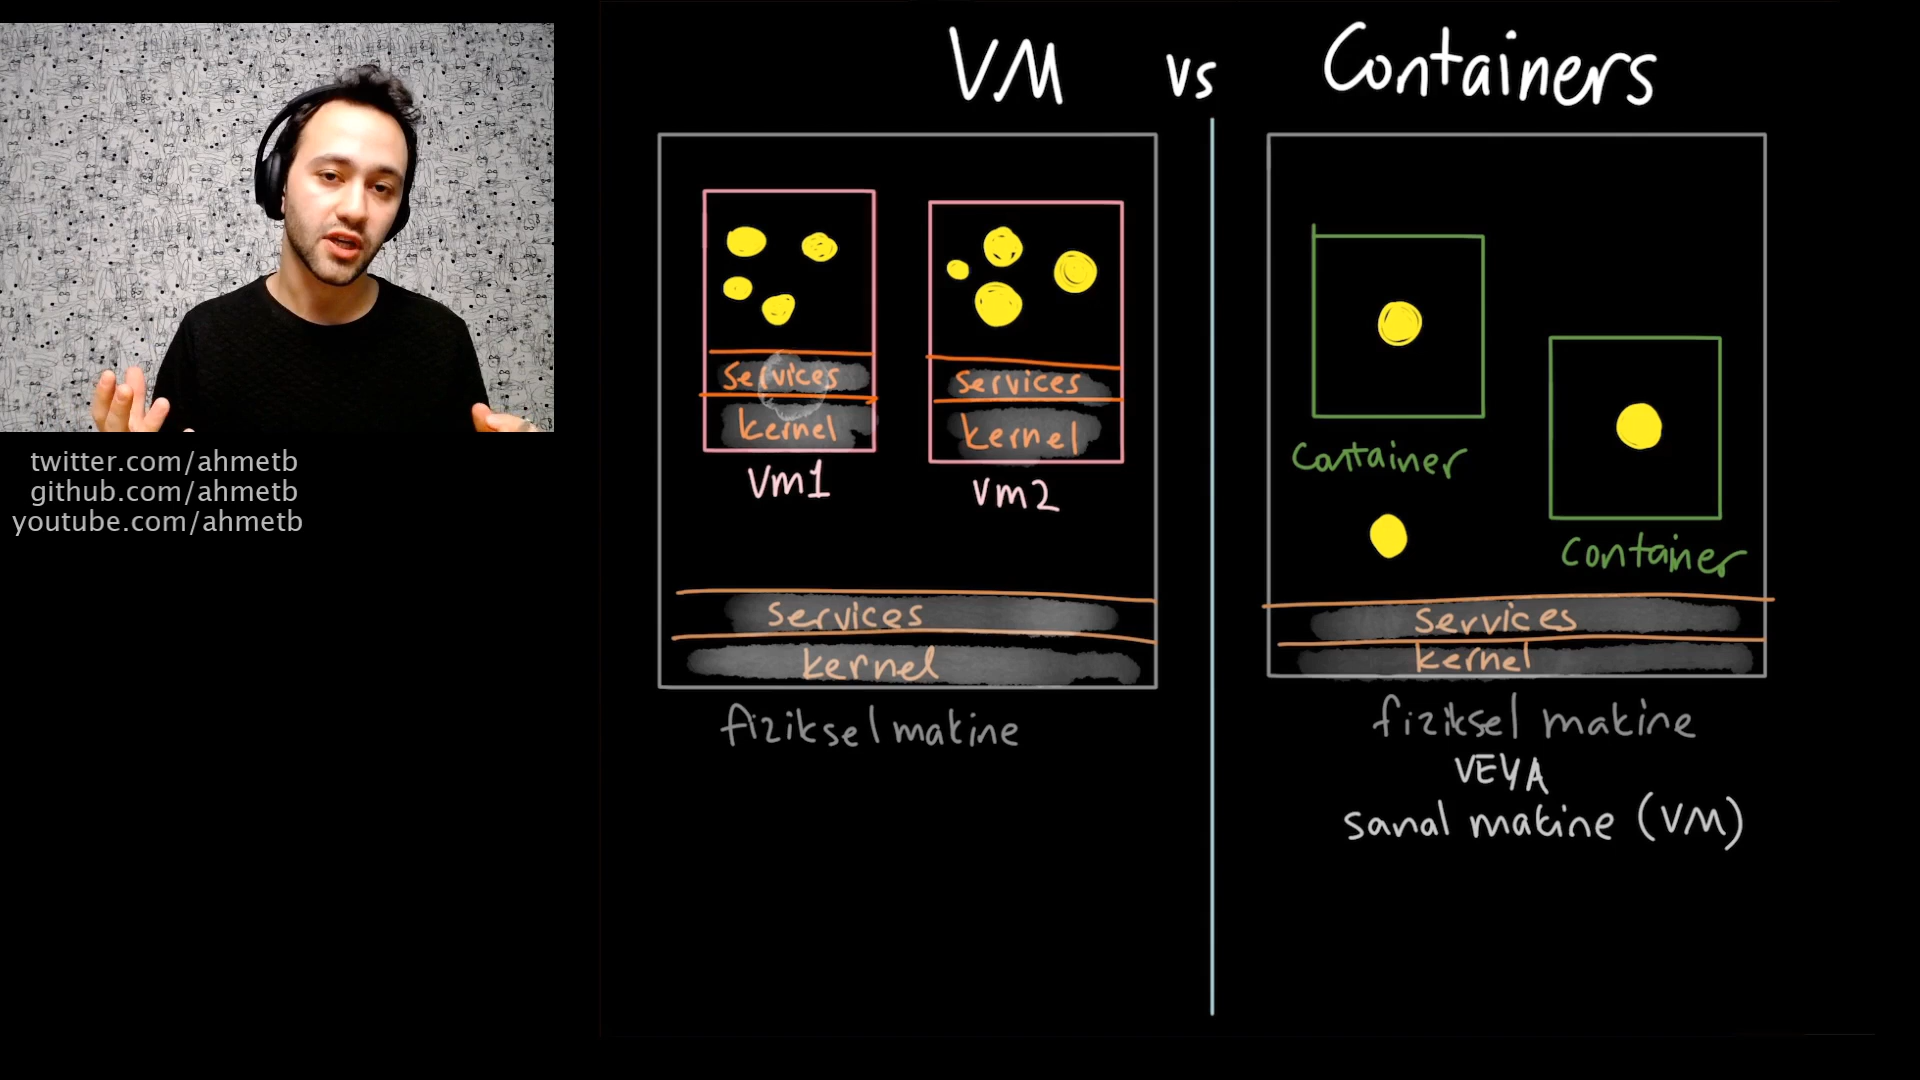 VM vs Containers
services
kernel
vm1
services
kernel
vm2
services
kernel
fiziksel makine
Container
Container
services
kernel
fiziksel makine
VEYA
sanal makine (VM)
twitter.com/ahmetb
github.com/ahmetb
youtube.com/ahmetb